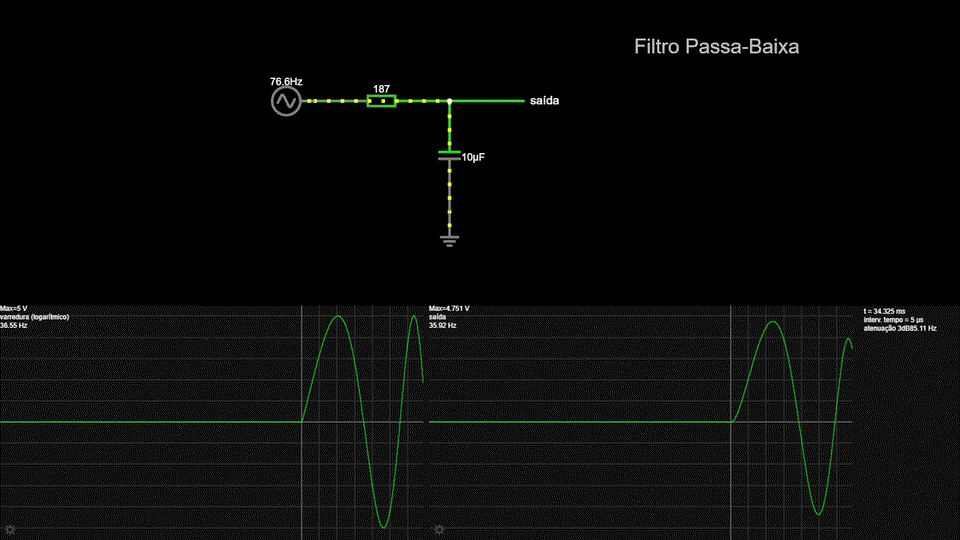 Filtro Passa-Baixa
76.6Hz
187
saída
10µF
Max=5 V
varredura (logarítmico)
36.55 Hz
Max=4.751 V
saída
35.92 Hz
t = 34.325 ms
interv. tempo = 5 µs
atenuação 3dB85.11 Hz